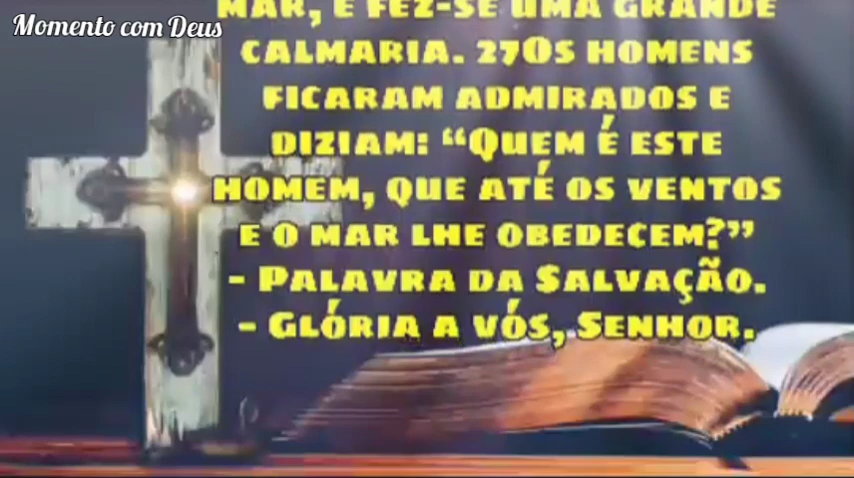 Momento com Deus
MAR, E FEZ-SE UMA GRANDE
CALMARIA. 27OS HOMENS
FICARAM ADMIRADOS E
DIZIAM: “QUEM É ESTE
HOMEM, QUE ATÉ OS VENTOS
E O MAR LHE OBEDECEM?”
- PALAVRA DA SALVAÇÃO.
- GLÓRIA A VÓS, SENHOR.